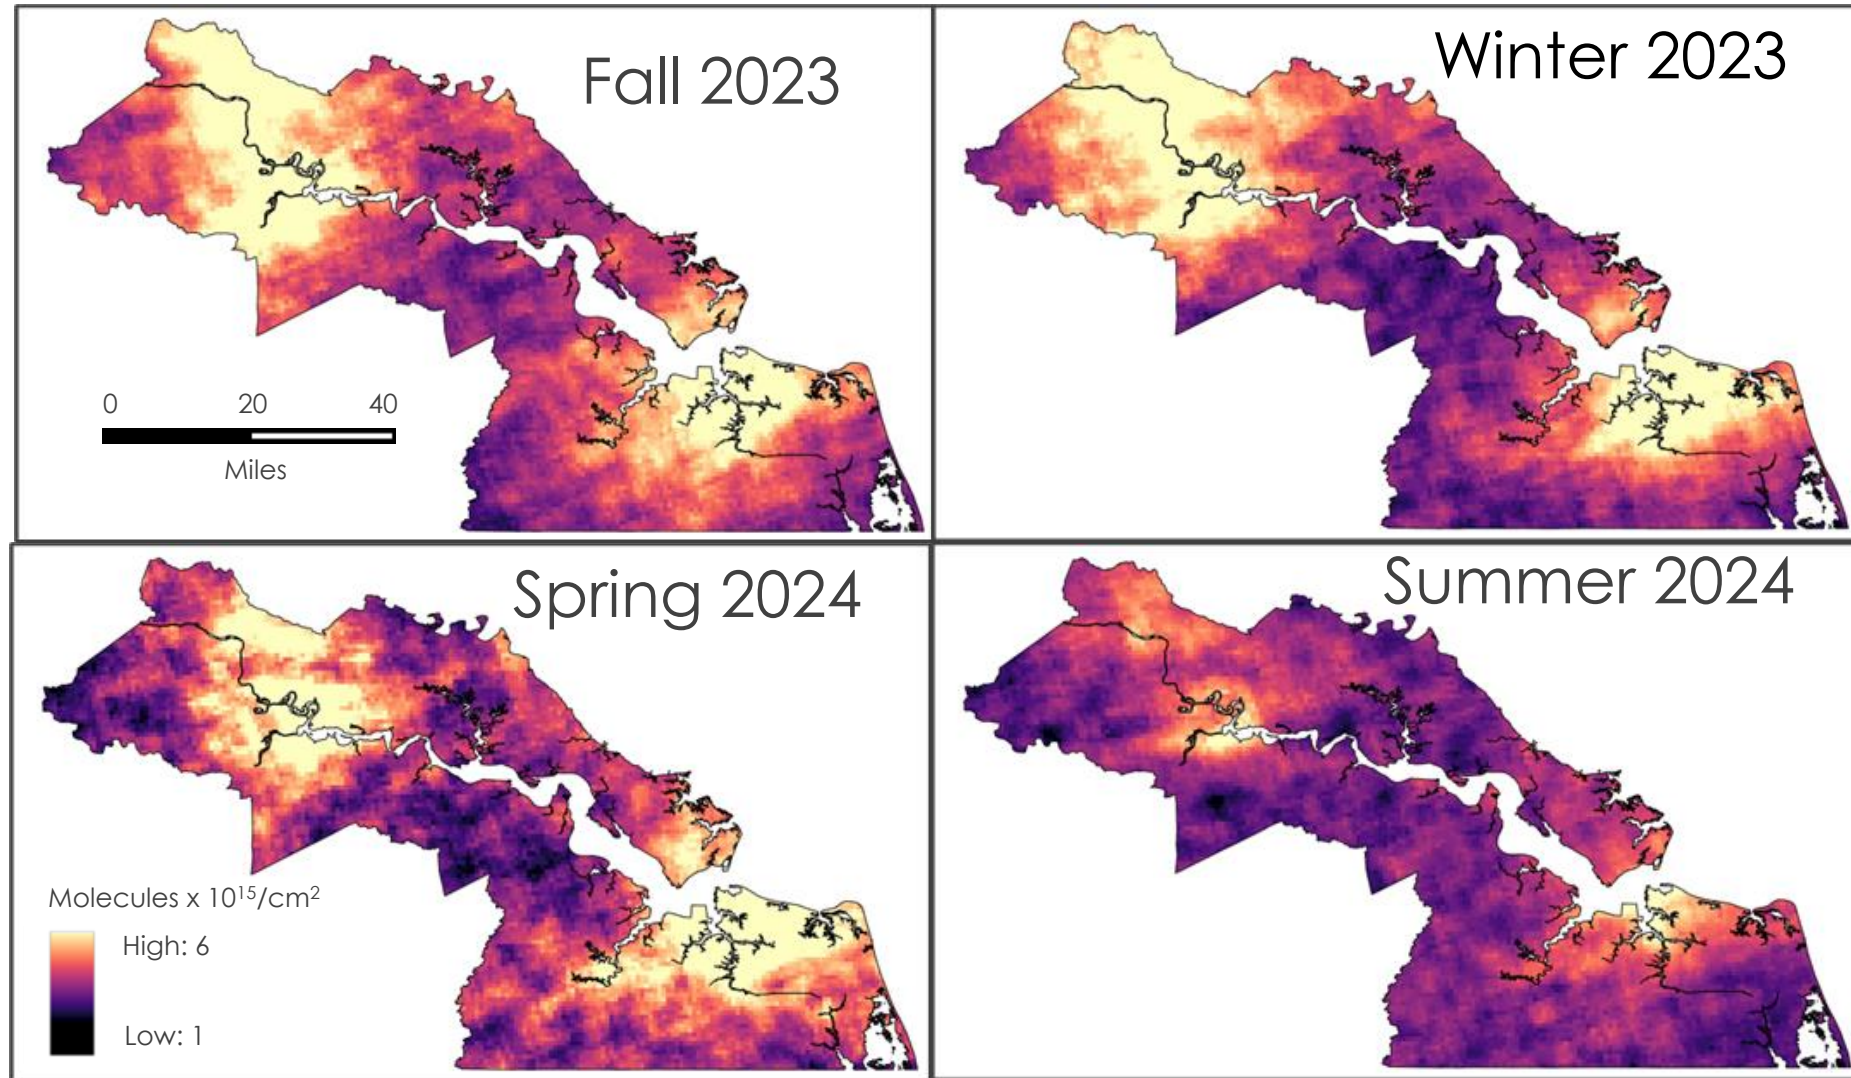 Fall 2023
Winter 2023
0 20 40
Miles
Spring 2024
Summer 2024
Molecules x 10¹⁵/cm²
High: 6
Low: 1